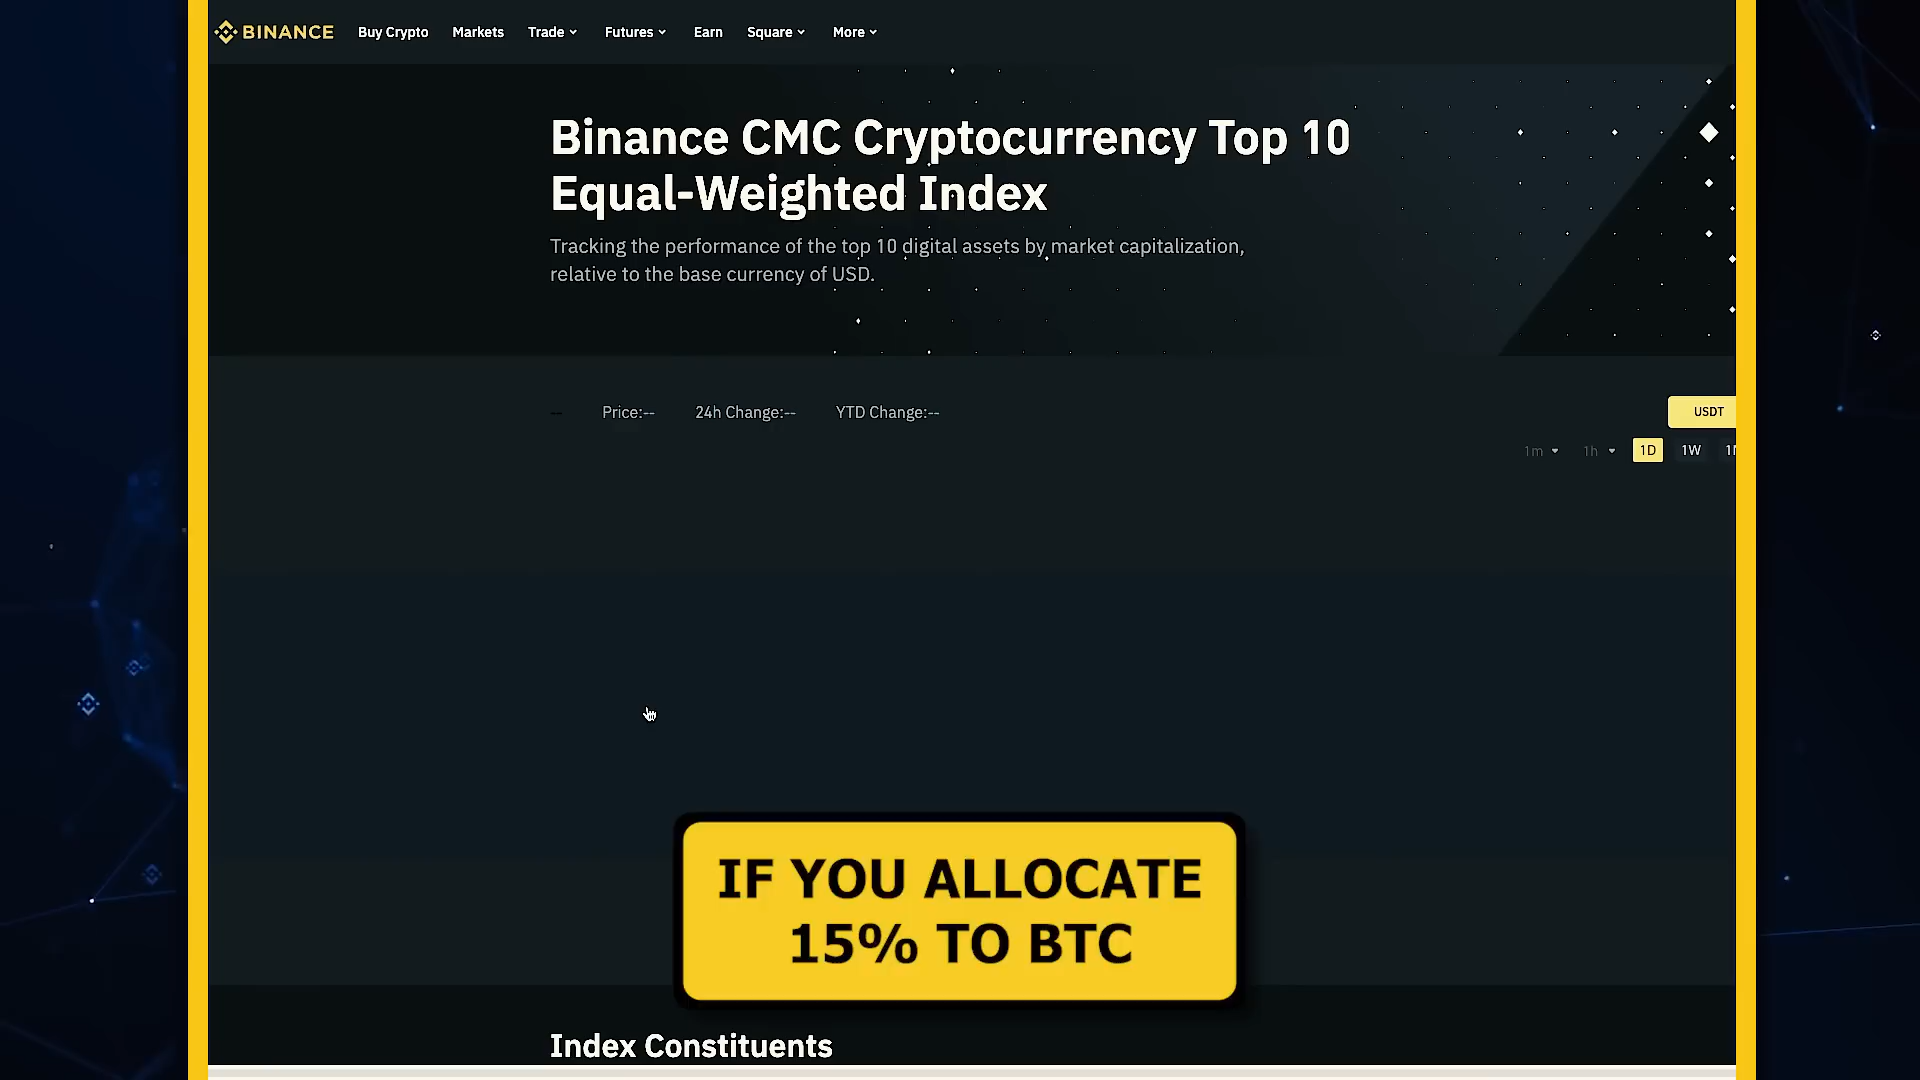 BINANCE Buy Crypto Markets Trade Futures Earn Square More
Binance CMC Cryptocurrency Top 10
Equal-Weighted Index
Tracking the performance of the top 10 digital assets by market capitalization,
relative to the base currency of USD.
-- Price:-- 24h Change:-- YTD Change:-- USDT
1m 1h 1D 1W
IF YOU ALLOCATE
15% TO BTC
Index Constituents